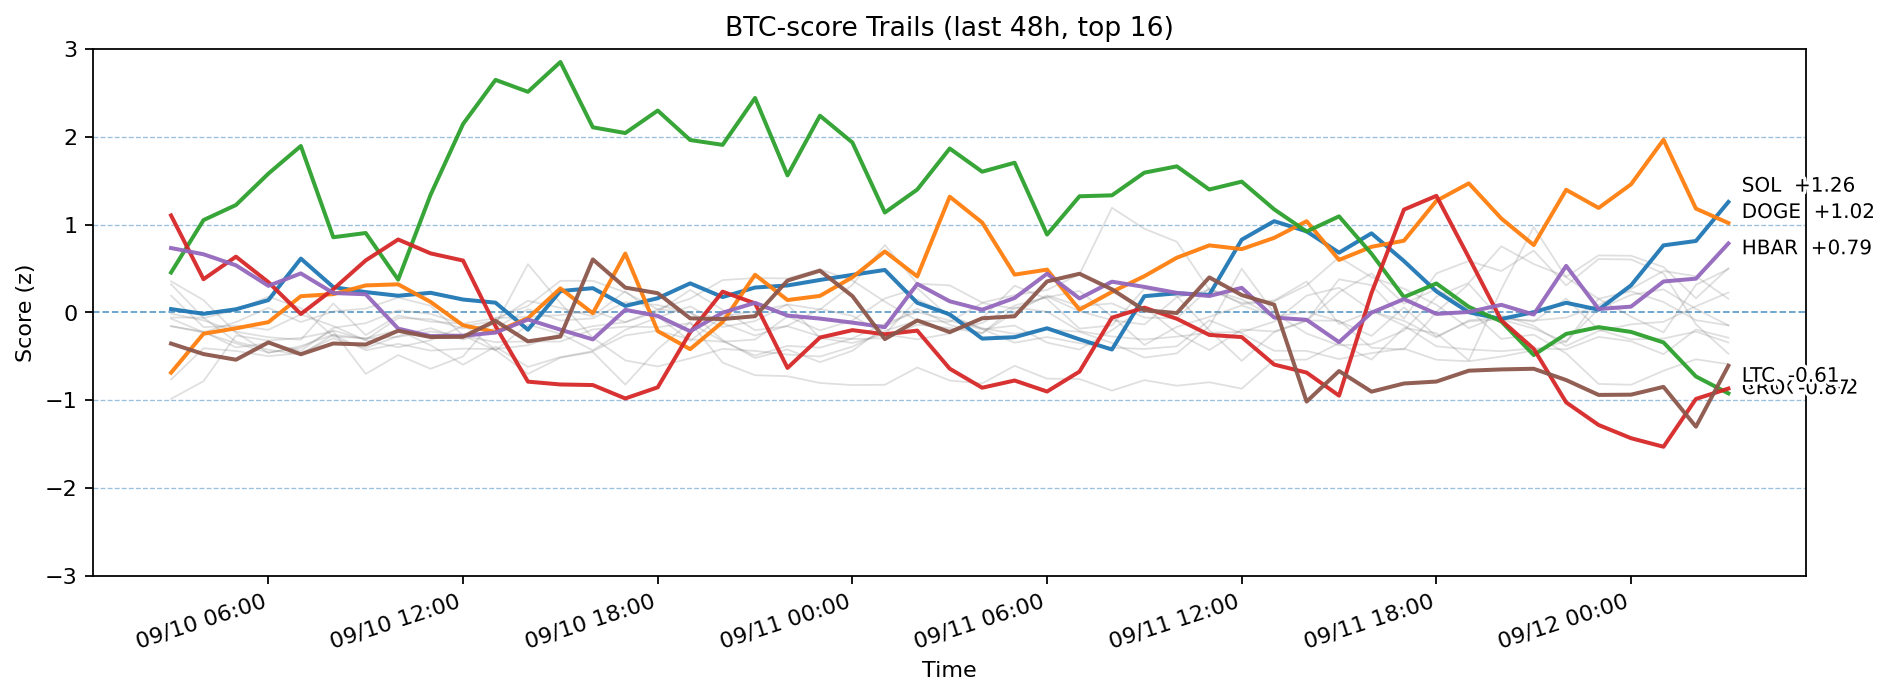 BTC-score Trails (last 48h, top 16)
Score (z)
3
2
1
0
−1
−2
−3
SOL +1.26
DOGE +1.02
HBAR +0.79
LTC -0.61
09/10 06:00
09/10 12:00
09/10 18:00
09/11 00:00
09/11 06:00
09/11 12:00
09/11 18:00
09/12 00:00
Time